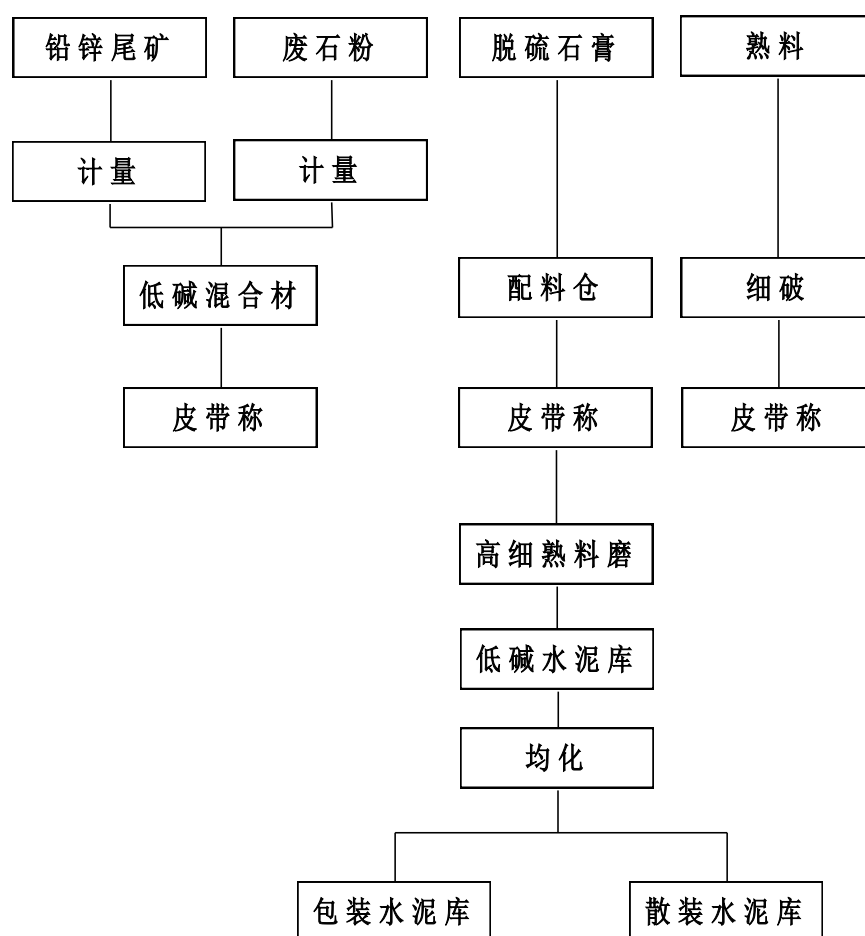 铅锌尾矿
废石粉
脱硫石膏
熟料
计量
计量
低碱混合材
配料仓
细破
皮带称
皮带称
皮带称
高细熟料磨
低碱水泥库
均化
包装水泥库
散装水泥库